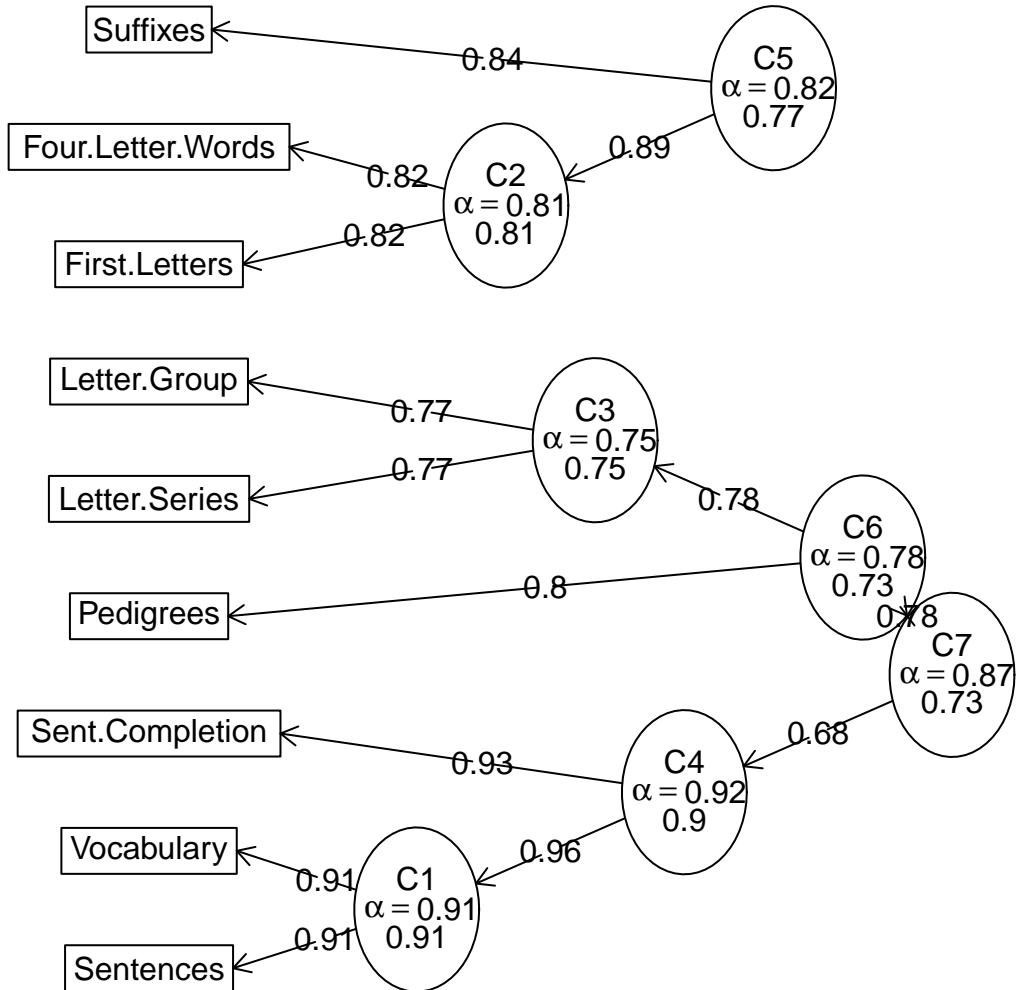 Suffixes
0.84
C5
α = 0.82
0.77
Four.Letter.Words
0.82
0.89
C2
α = 0.81
0.81
First.Letters
0.82
Letter.Group
0.77
C3
α = 0.75
0.75
Letter.Series
0.77
0.78
C6
α = 0.78
0.73
Pedigrees
0.8
0.78
C7
α = 0.87
0.73
Sent.Completion
0.93
0.68
C4
α = 0.92
0.9
Vocabulary
0.91
0.96
C1
α = 0.91
0.91
Sentences
0.91